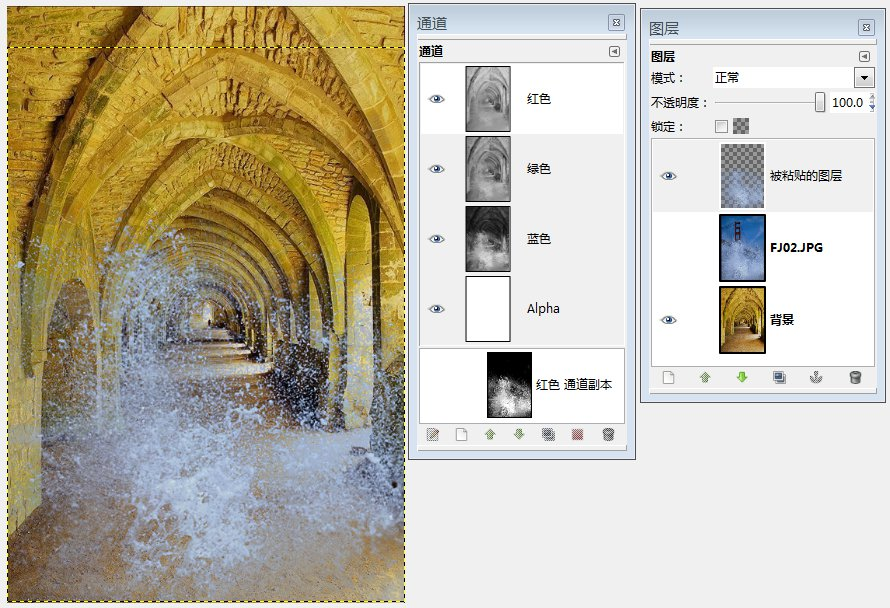 通道
通道
红色
绿色
蓝色
Alpha
红色 通道副本
图层
图层
模式：
正常
不透明度：
100.0
锁定：
被粘贴的图层
FJ02.JPG
背景